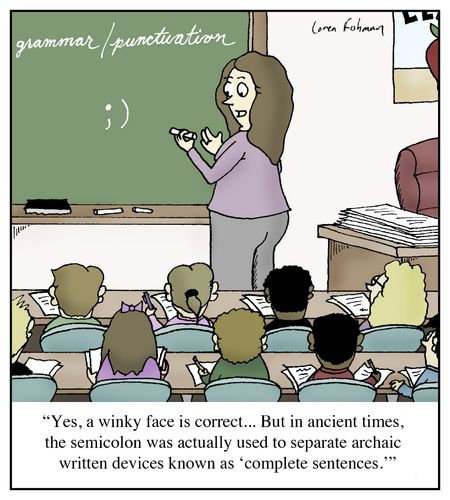 grammar/punctuation
Loren Fishman
;)
“Yes, a winky face is correct... But in ancient times,
the semicolon was actually used to separate archaic
written devices known as ‘complete sentences.’”